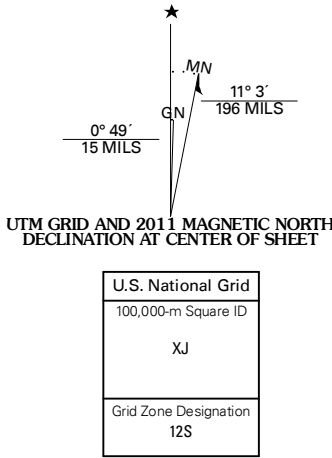 MN
GN
11° 3´
196 MILS
0° 49´
15 MILS
UTM GRID AND 2011 MAGNETIC NORTH
DECLINATION AT CENTER OF SHEET
U.S. National Grid
100,000-m Square ID
XJ
Grid Zone Designation
12S